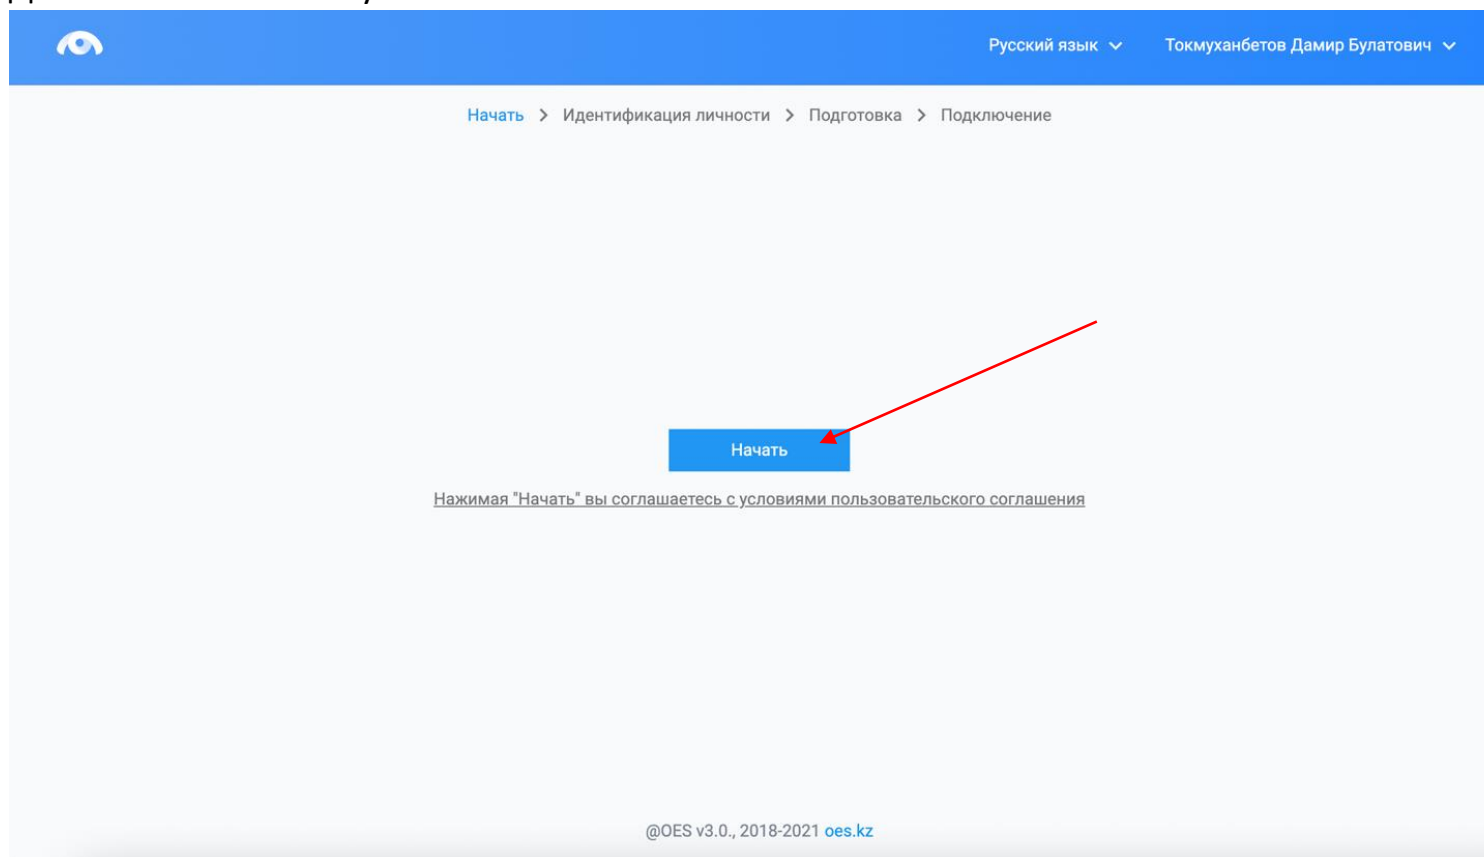 Русский язык Токмуханбетов Дамир Булатович
Начать > Идентификация личности > Подготовка > Подключение
Начать
Нажимая "Начать" вы соглашаетесь с условиями пользовательского соглашения
@OES v3.0., 2018-2021 oes.kz